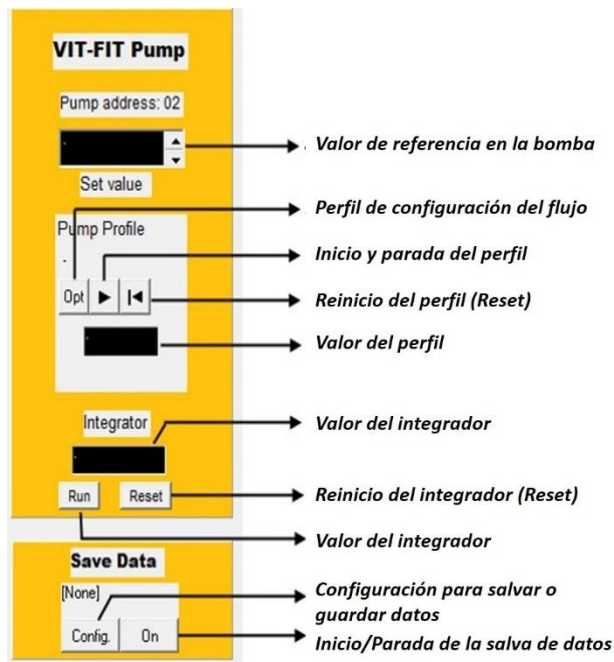 VIT-FIT Pump
Pump address: 02
Valor de referencia en la bomba
Set value
Perfil de configuración del flujo
Pump Profile
Inicio y parada del perfil
Opt
Reinicio del perfil (Reset)
Valor del perfil
Integrator
Valor del integrador
Run Reset
Reinicio del integrador (Reset)
Valor del integrador
Save Data
[None]
Configuración para salvar o
guardar datos
Config. On
Inicio/Parada de la salva de datos